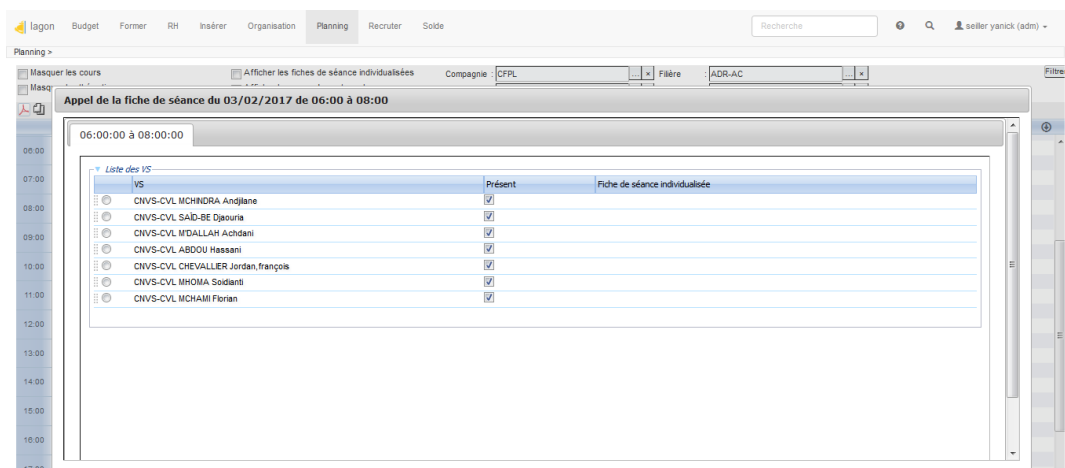 lagon Budget Former RH Insérer Organisation Planning Recruter Solde Recherche seiller yanick (adm)
Planning >
Masquer les cours Afficher les fiches de séance individualisées Compagnie : CFPL ... × Filière : ADR-AC ... × Filtrer
Appel de la fiche de séance du 03/02/2017 de 06:00 à 08:00
06:00:00 à 08:00:00
Liste des VS
VS Présent Fiche de séance individualisée
CNVS-CVL MCHINDRA Andjilane
CNVS-CVL SAÏD-BE Djaouria
CNVS-CVL M'DALLAH Achdani
CNVS-CVL ABDOU Hassani
CNVS-CVL CHEVALLIER Jordan,françois
CNVS-CVL MHOMA Soidianti
CNVS-CVL MCHAMI Florian
06:00
07:00
08:00
09:00
10:00
11:00
12:00
13:00
14:00
15:00
16:00